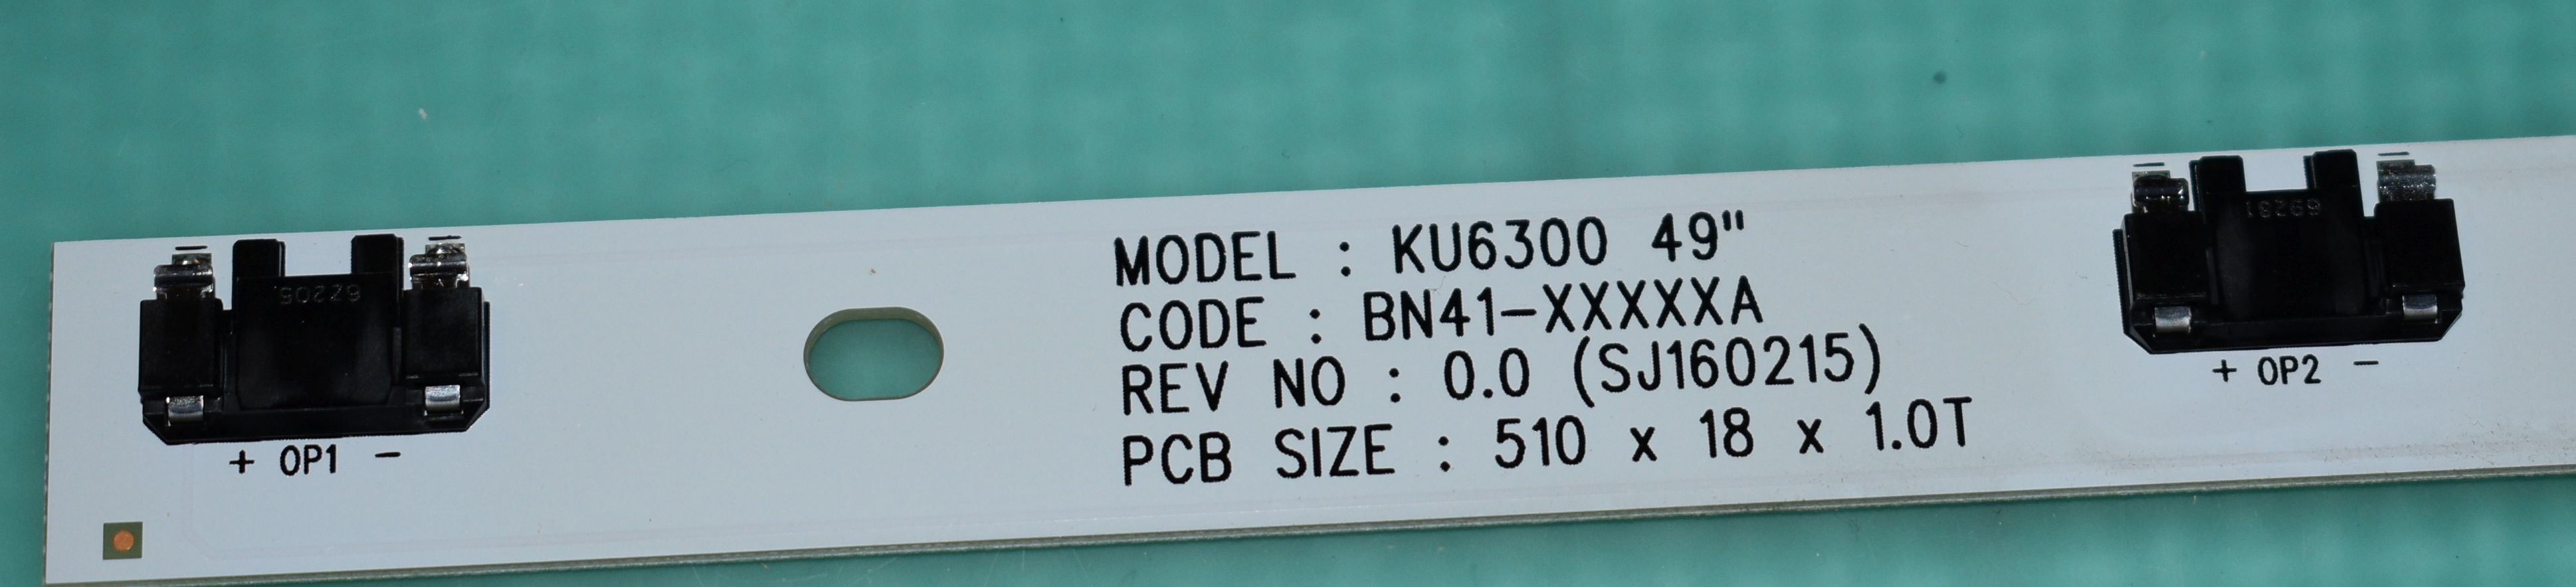 MODEL : KU6300 49"
CODE : BN41-XXXXXA
REV NO : 0.0 (SJ160215)
PCB SIZE : 510 x 18 x 1.0T
+ OP1 -
+ OP2 -
62205